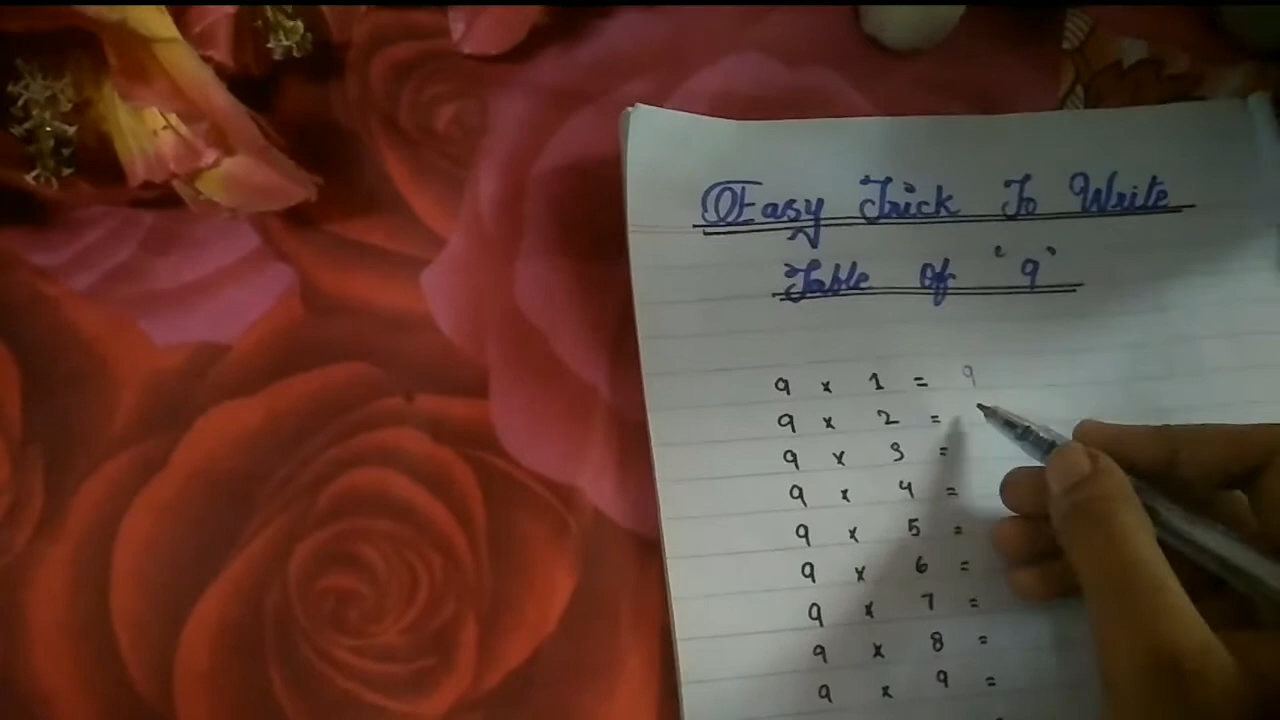 Easy Trick To Write
Table Of '9'
9 x 1 = 9
9 x 2 =
9 x 3 =
9 x 4 =
9 x 5 =
9 x 6 =
9 x 7 =
9 x 8 =
9 x 9 =